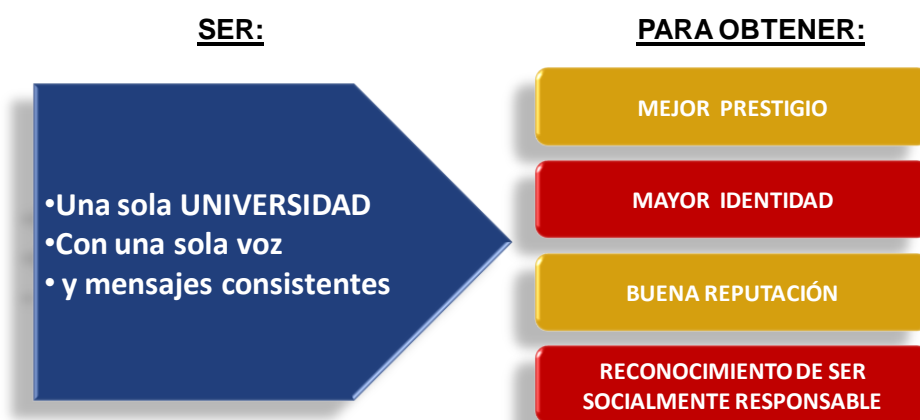 SER:
•Una sola UNIVERSIDAD
•Con una sola voz
• y mensajes consistentes
PARA OBTENER:
MEJOR PRESTIGIO
MAYOR IDENTIDAD
BUENA REPUTACIÓN
RECONOCIMIENTO DE SER
SOCIALMENTE RESPONSABLE